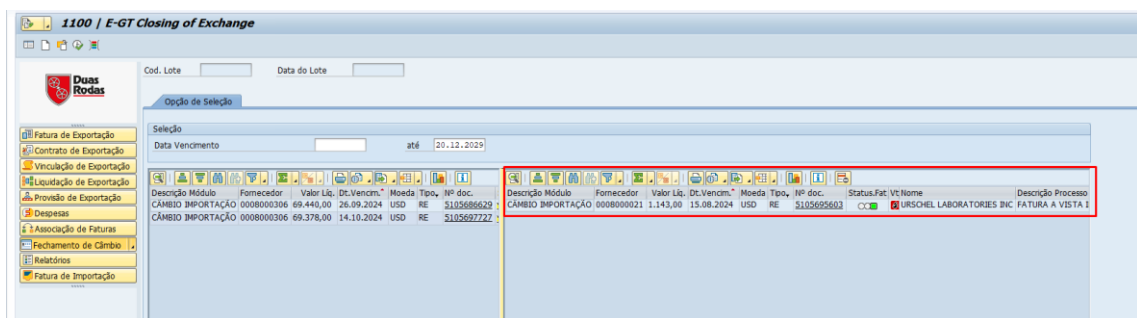 1100 | E-GT Closing of Exchange
Duas
Rodas
Cod. Lote Data do Lote
Opção de Seleção
Fatura de Exportação
Contrato de Exportação
Vinculação de Exportação
Liquidação de Exportação
Provisão de Exportação
Despesas
Associação de Faturas
Fechamento de Câmbio
Relatórios
Fatura de Importação
Seleção
Data Vencimento até 20.12.2029
Descrição Módulo Fornecedor Valor Líq. Dt.Vencim. Moeda Tipo Nº doc.
CÂMBIO IMPORTAÇÃO 0008000306 69.440,00 26.09.2024 USD RE 5105686629
CÂMBIO IMPORTAÇÃO 0008000306 69.378,00 14.10.2024 USD RE 5105697727
Descrição Módulo Fornecedor Valor Líq. Dt.Vencim. Moeda Tipo Nº doc. Status.Fat Vt Nome Descrição Processo
CÂMBIO IMPORTAÇÃO 0008000021 1.143,00 15.08.2024 USD RE 5105695603 URSCHEL LABORATORIES INC FATURA A VISTA I